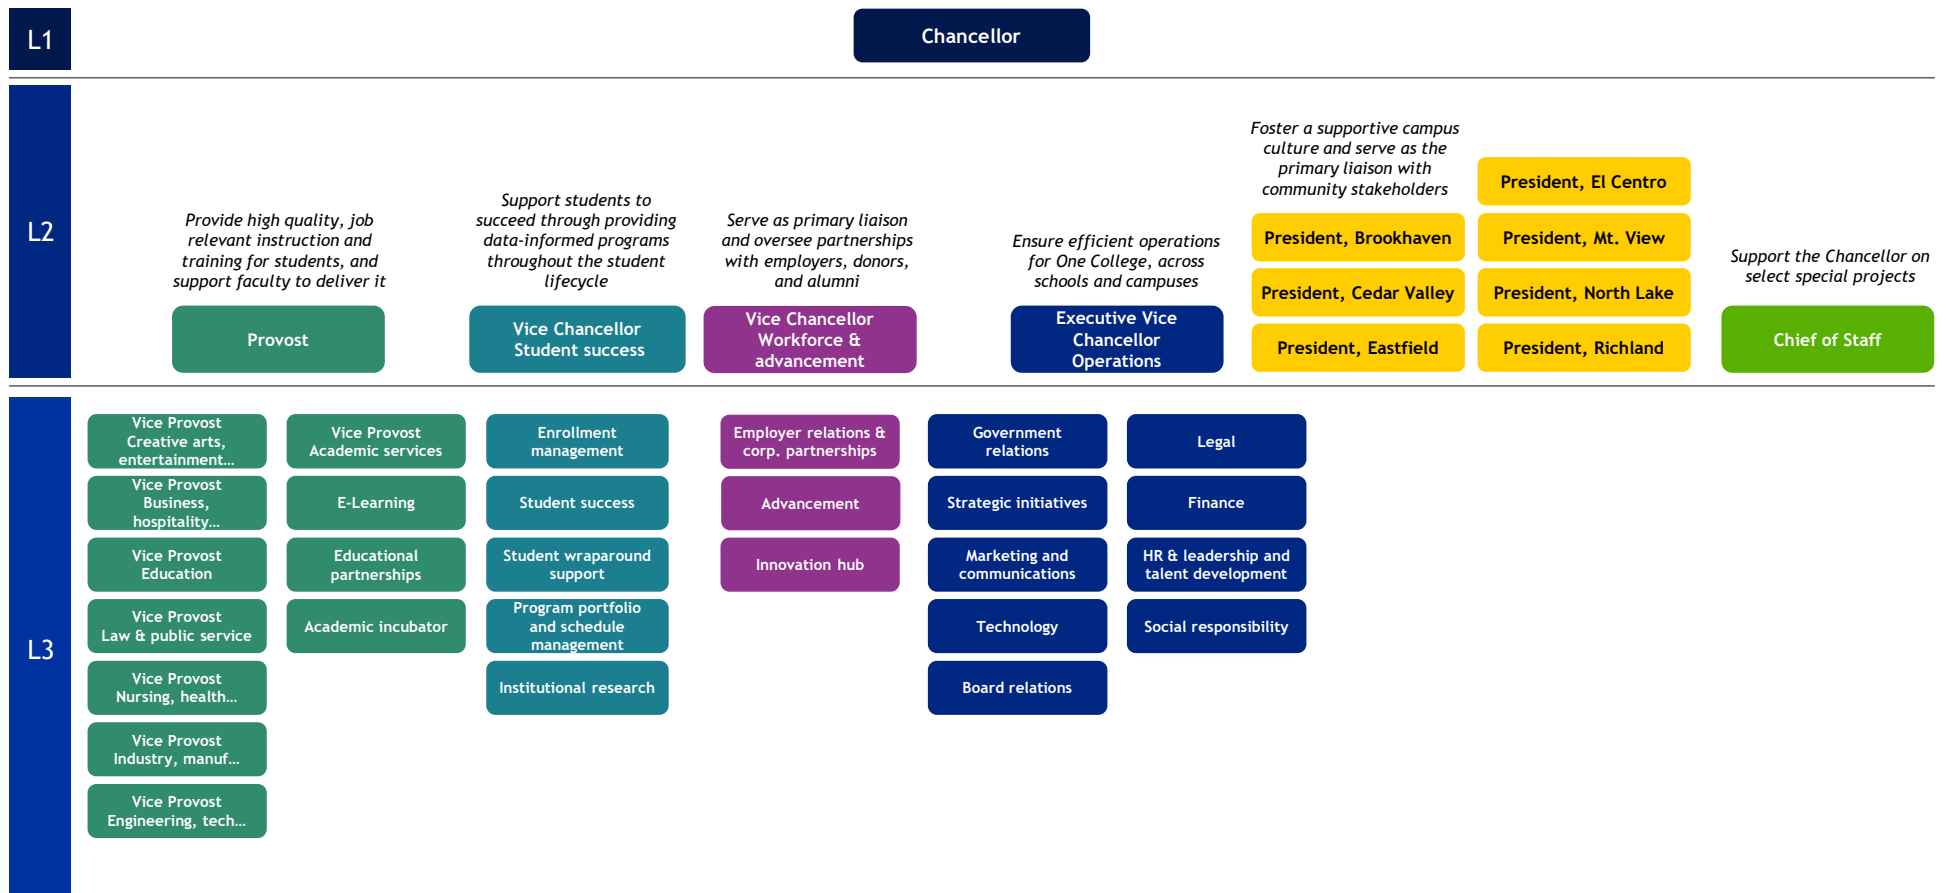 L1
Chancellor
L2
Provide high quality, job
relevant instruction and
training for students, and
support faculty to deliver it
Provost
Support students to
succeed through providing
data-informed programs
throughout the student
lifecycle
Vice Chancellor
Student success
Serve as primary liaison
and oversee partnerships
with employers, donors,
and alumni
Vice Chancellor
Workforce &
advancement
Ensure efficient operations
for One College, across
schools and campuses
Executive Vice
Chancellor
Operations
Foster a supportive campus
culture and serve as the
primary liaison with
community stakeholders
President, Brookhaven
President, Cedar Valley
President, Eastfield
President, El Centro
President, Mt. View
President, North Lake
President, Richland
Support the Chancellor on
select special projects
Chief of Staff
L3
Vice Provost
Creative arts,
entertainment…
Vice Provost
Business,
hospitality…
Vice Provost
Education
Vice Provost
Law & public service
Vice Provost
Nursing, health…
Vice Provost
Industry, manuf…
Vice Provost
Engineering, tech…
Vice Provost
Academic services
E-Learning
Educational
partnerships
Academic incubator
Enrollment
management
Student success
Student wraparound
support
Program portfolio
and schedule
management
Institutional research
Employer relations &
corp. partnerships
Advancement
Innovation hub
Government
relations
Strategic initiatives
Marketing and
communications
Technology
Board relations
Legal
Finance
HR & leadership and
talent development
Social responsibility